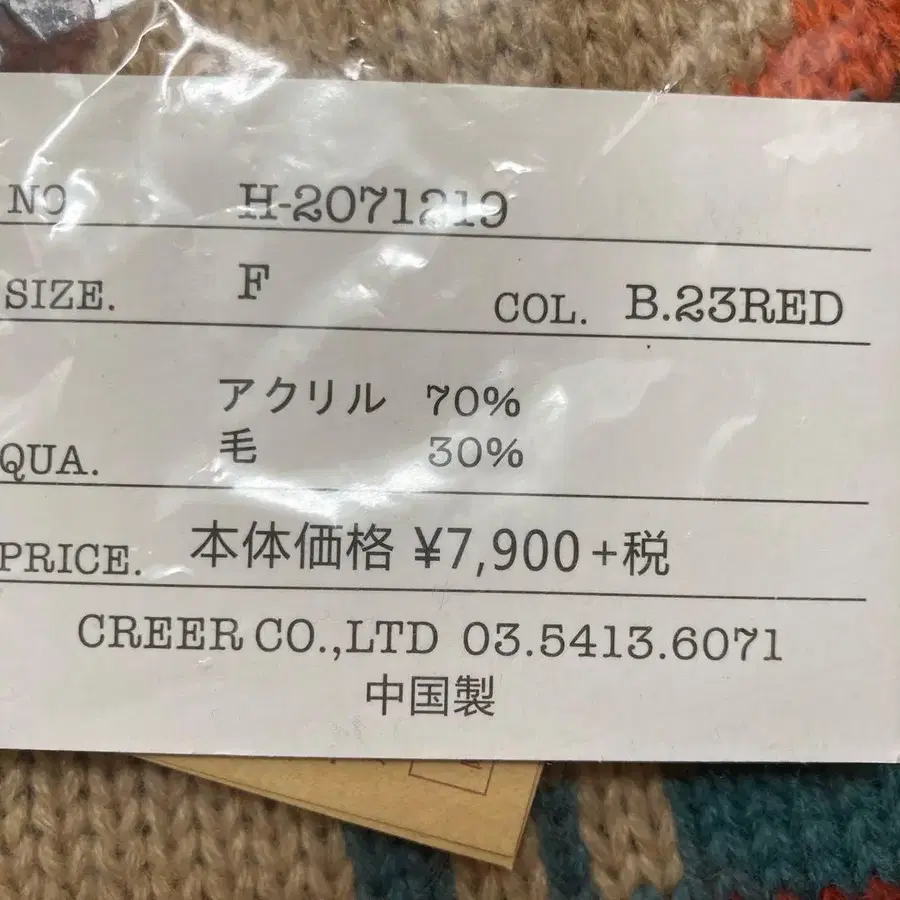 NO H-2071219
SIZE. F COL. B.23RED
アクリル 70%
QUA. 毛 30%
PRICE. 本体価格 ¥7,900+税
CREER CO.,LTD 03.5413.6071
中国製